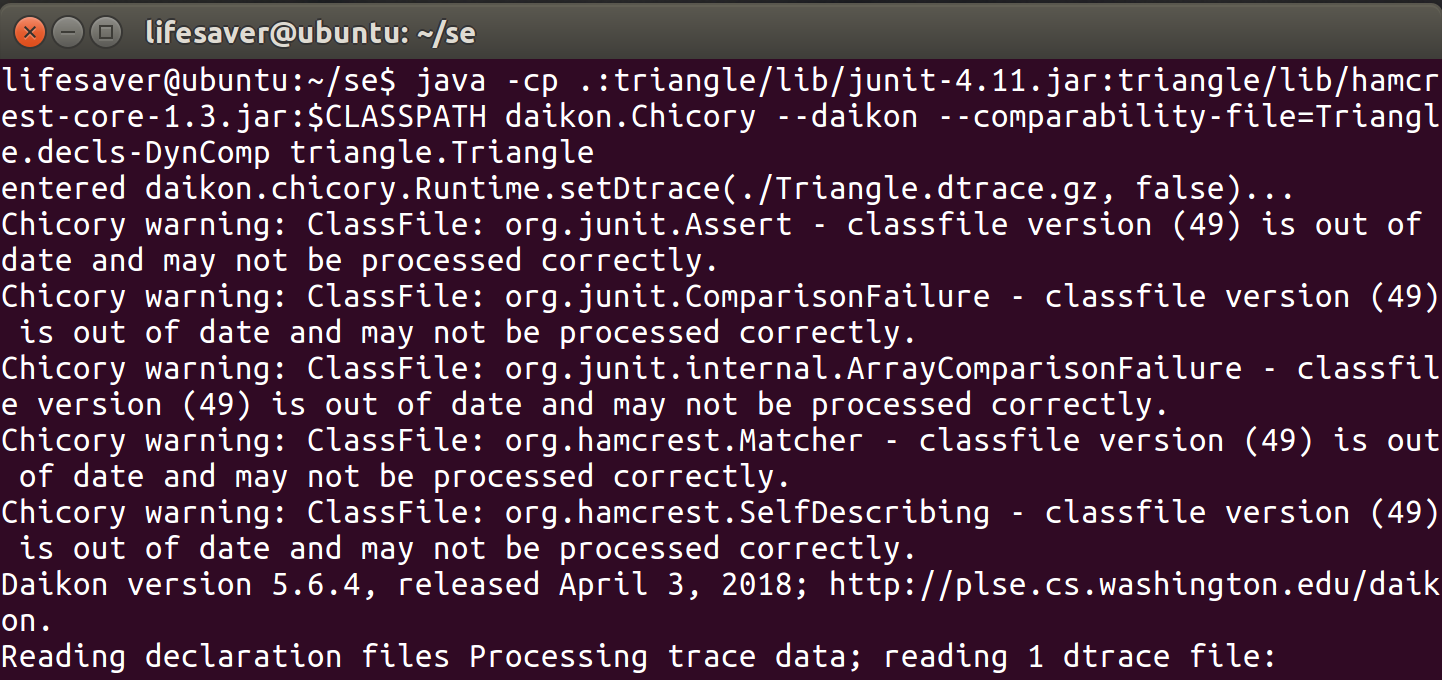 lifesaver@ubuntu: ~/se
lifesaver@ubuntu:~/se$ java -cp .:triangle/lib/junit-4.11.jar:triangle/lib/hamcr
est-core-1.3.jar:$CLASSPATH daikon.Chicory --daikon --comparability-file=Triangl
e.decls-DynComp triangle.Triangle
entered daikon.chicory.Runtime.setDtrace(./Triangle.dtrace.gz, false)...
Chicory warning: ClassFile: org.junit.Assert - classfile version (49) is out of
date and may not be processed correctly.
Chicory warning: ClassFile: org.junit.ComparisonFailure - classfile version (49)
 is out of date and may not be processed correctly.
Chicory warning: ClassFile: org.junit.internal.ArrayComparisonFailure - classfil
e version (49) is out of date and may not be processed correctly.
Chicory warning: ClassFile: org.hamcrest.Matcher - classfile version (49) is out
 of date and may not be processed correctly.
Chicory warning: ClassFile: org.hamcrest.SelfDescribing - classfile version (49)
 is out of date and may not be processed correctly.
Daikon version 5.6.4, released April 3, 2018; http://plse.cs.washington.edu/daik
on.
Reading declaration files Processing trace data; reading 1 dtrace file: